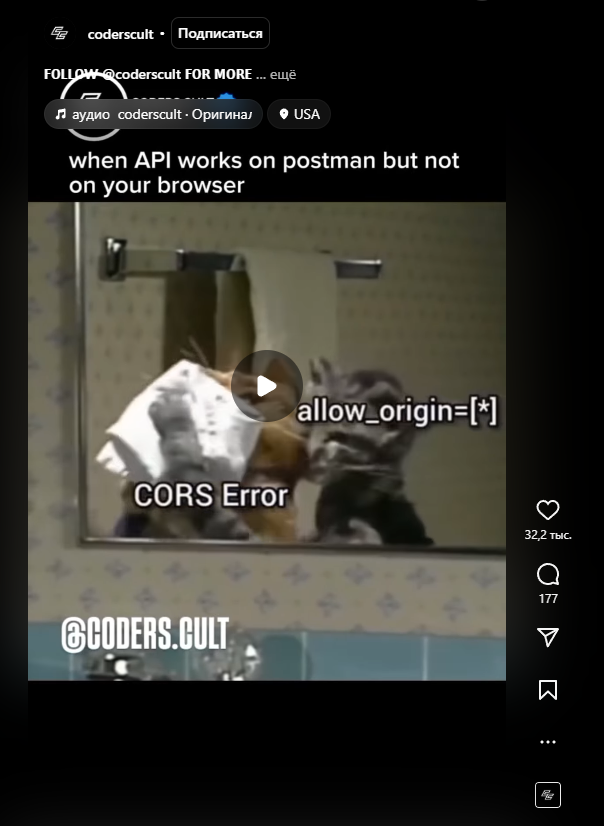 coderscult • Подписаться
FOLLOW @coderscult FOR MORE ... ещё
аудио coderscult · Оригинал
USA
when API works on postman but not
on your browser
allow_origin=[*]
CORS Error
32,2 тыс.
177
@CODERS.CULT